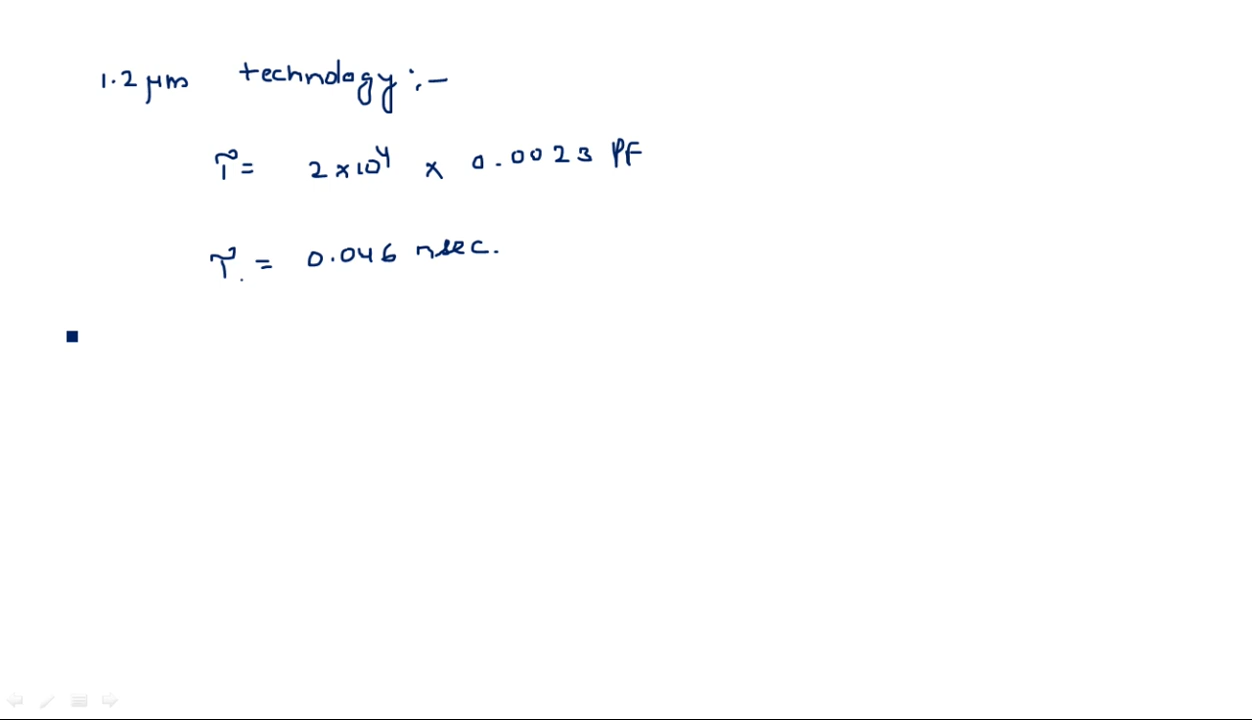 1.2 μm technology :-
τ = 2 × 10⁴ × 0.0023 PF
τ. = 0.046 nsec.